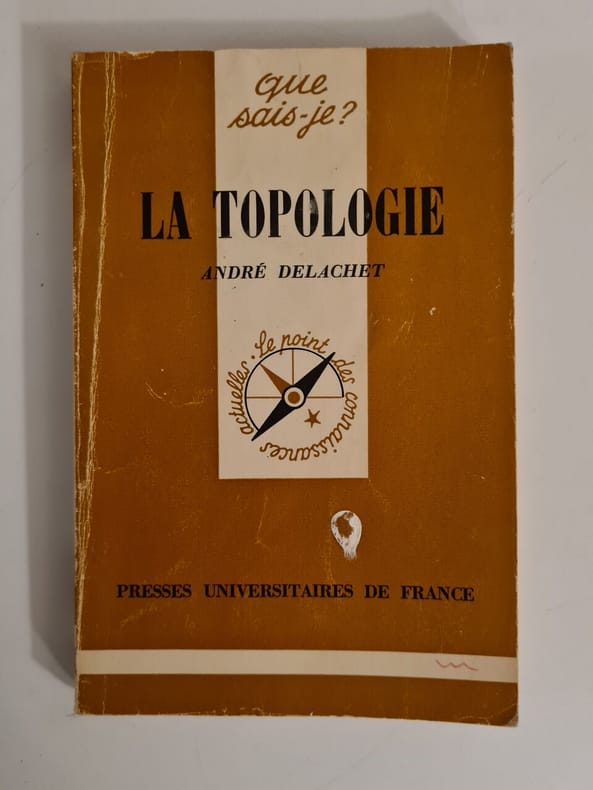 que
sais-je?
LA TOPOLOGIE
ANDRÉ DELACHET
Le point des connaissances actuelles.
PRESSES UNIVERSITAIRES DE FRANCE